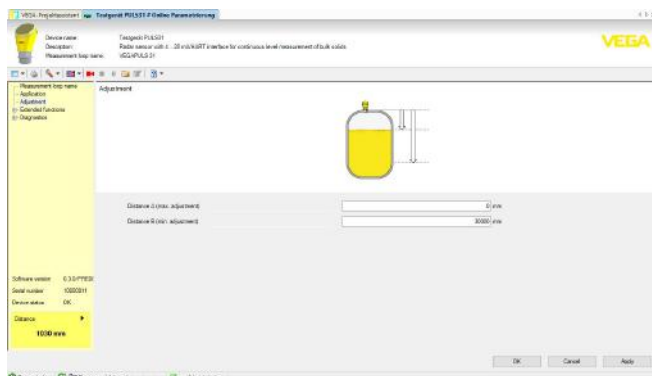 VEGA Projektassistent
Testgerät PULS31 # Online Parametrierung
Device name:
Testgerät PULS31
Description:
Radar sensor with 4 ...20 mA/HART interface for continuous level measurement of bulk solids
Measurement loop name:
VEGAPULS 31
VEGA
Measurement loop name
Application
Adjustment
Extended functions
Diagnostics
Adjustment
Distance A (max. adjustment)
0 mm
Distance B (min. adjustment)
30000 mm
Software version
Serial number
Device status
OK
Distance
1030 mm
OK
Cancel
Apply